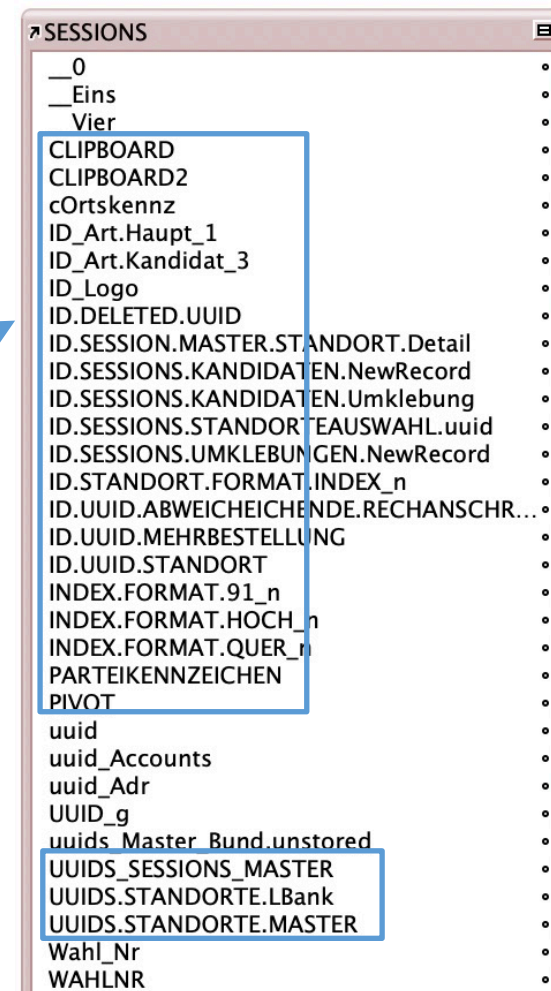 SESSIONS
__0
__Eins
__Vier
CLIPBOARD
CLIPBOARD2
cOrtskennz
ID_Art.Haupt_1
ID_Art.Kandidat_3
ID_Logo
ID.DELETED.UUID
ID.SESSION.MASTER.STANDORT.Detail
ID.SESSIONS.KANDIDATEN.NewRecord
ID.SESSIONS.KANDIDATEN.Umklebung
ID.SESSIONS.STANDORTEAUSWAHL.uuid
ID.SESSIONS.UMKLEBUNGEN.NewRecord
ID.STANDORT.FORMAT.INDEX_n
ID.UUID.ABWEICHEICHENDE.RECHANSCHR...
ID.UUID.MEHRBESTELLUNG
ID.UUID.STANDORT
INDEX.FORMAT.91_n
INDEX.FORMAT.HOCH_n
INDEX.FORMAT.QUER_n
PARTEIKENNZEICHEN
PIVOT
uuid
uuid_Accounts
uuid_Adr
UUID_g
uuids_Master_Bund.unstored
UUIDS_SESSIONS_MASTER
UUIDS.STANDORTE.LBank
UUIDS.STANDORTE.MASTER
Wahl_Nr
WAHLNR